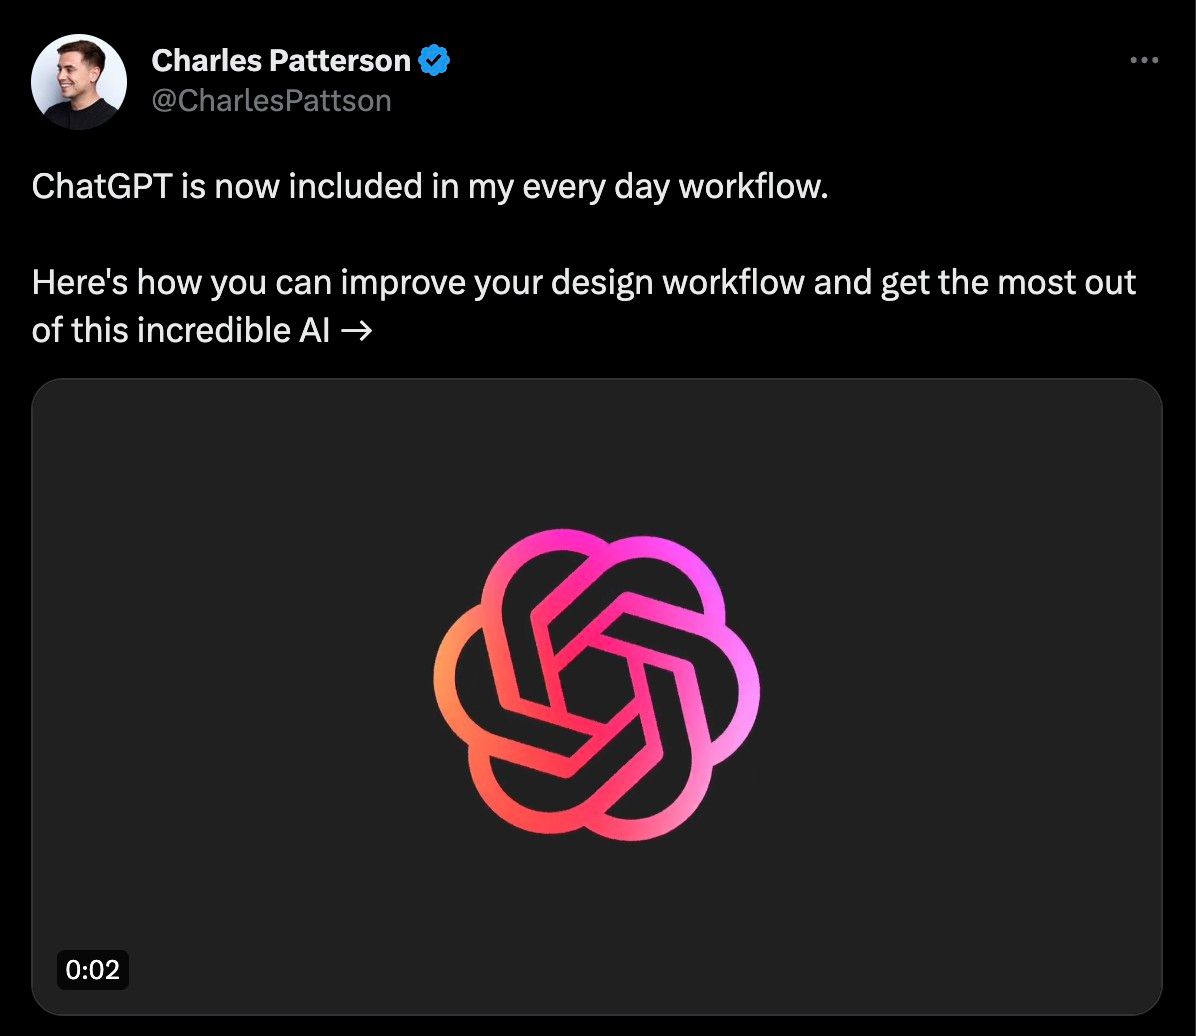 Charles Patterson
@CharlesPattson
ChatGPT is now included in my every day workflow.
Here's how you can improve your design workflow and get the most out
of this incredible AI →
0:02